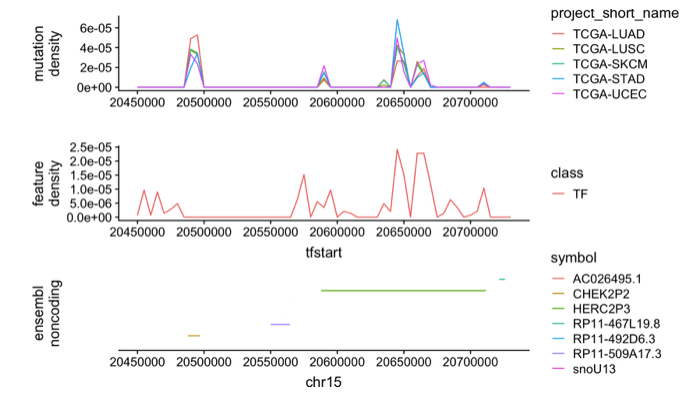 project_short_name
TCGA-LUAD
TCGA-LUSC
TCGA-SKCM
TCGA-STAD
TCGA-UCEC
mutation
density
6e-05
4e-05
2e-05
0e+00
20450000 20500000 20550000 20600000 20650000 20700000
feature
density
2.5e-05
2.0e-05
1.5e-05
1.0e-05
5.0e-06
0.0e+00
20450000 20500000 20550000 20600000 20650000 20700000
tfstart
class
TF
ensembl
noncoding
20450000 20500000 20550000 20600000 20650000 20700000
chr15
symbol
AC026495.1
CHEK2P2
HERC2P3
RP11-467L19.8
RP11-492D6.3
RP11-509A17.3
snoU13